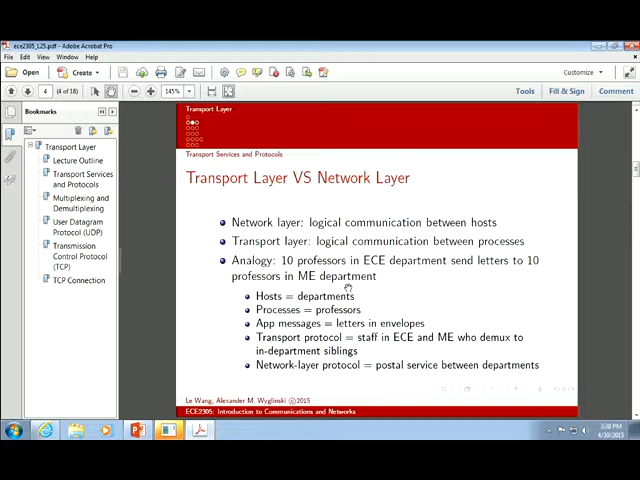 ece2305_L25.pdf - Adobe Acrobat Pro
File Edit View Window Help
Open Create Customize
4 (4 of 18) 145% Tools Fill & Sign Comment
Bookmarks
Transport Layer
Lecture Outline
Transport Services
and Protocols
Multiplexing and
Demultiplexing
User Datagram
Protocol (UDP)
Transmission
Control Protocol
(TCP)
TCP Connection
Transport Layer
Transport Services and Protocols
Transport Layer VS Network Layer
Network layer: logical communication between hosts
Transport layer: logical communication between processes
Analogy: 10 professors in ECE department send letters to 10
professors in ME department
Hosts = departments
Processes = professors
App messages = letters in envelopes
Transport protocol = staff in ECE and ME who demux to
in-department siblings
Network-layer protocol = postal service between departments
Le Wang, Alexander M. Wyglinski ©2015
ECE2305: Introduction to Communications and Networks
3:38 PM
4/30/2015